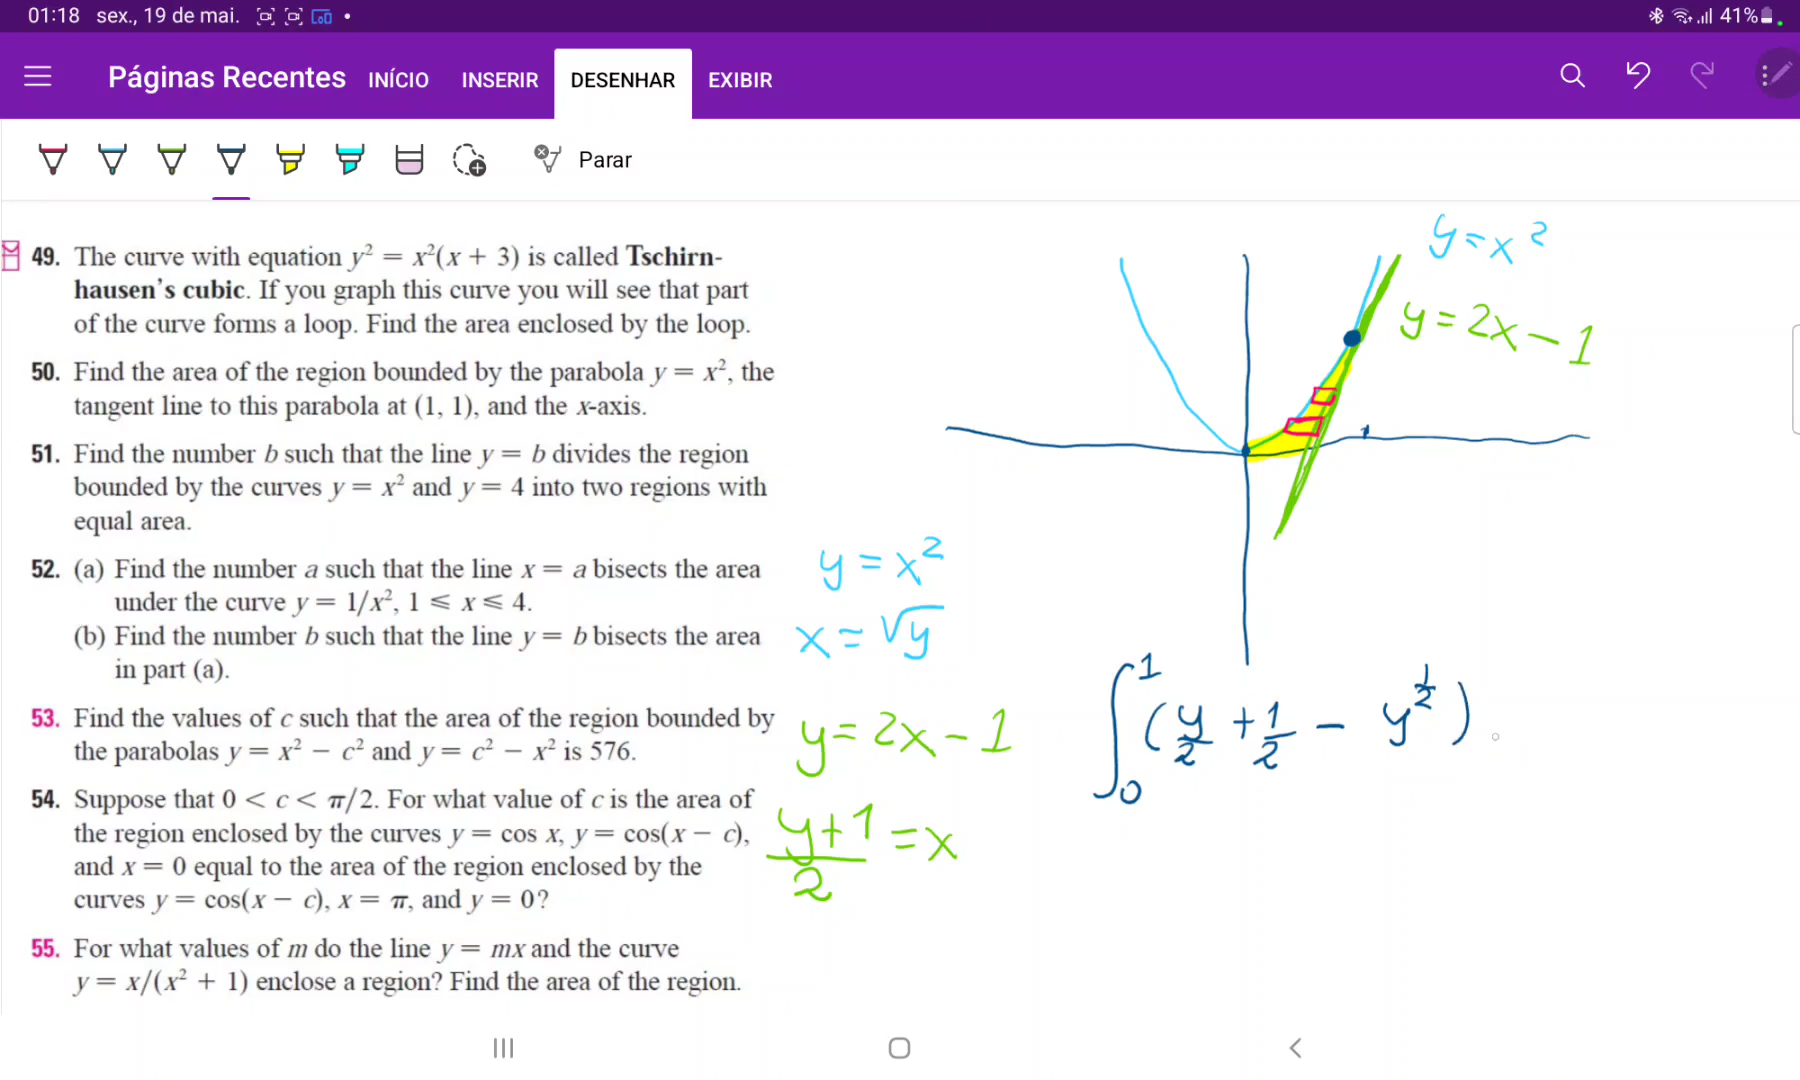 01:18 sex., 19 de mai.
41%
Páginas Recentes INÍCIO INSERIR DESENHAR EXIBIR
Parar
49. The curve with equation y² = x²(x + 3) is called Tschirn-
hausen's cubic. If you graph this curve you will see that part
of the curve forms a loop. Find the area enclosed by the loop.
50. Find the area of the region bounded by the parabola y = x², the
tangent line to this parabola at (1, 1), and the x-axis.
51. Find the number b such that the line y = b divides the region
bounded by the curves y = x² and y = 4 into two regions with
equal area.
52. (a) Find the number a such that the line x = a bisects the area
under the curve y = 1/x², 1 ⩽ x ⩽ 4.
(b) Find the number b such that the line y = b bisects the area
in part (a).
53. Find the values of c such that the area of the region bounded by
the parabolas y = x² − c² and y = c² − x² is 576.
54. Suppose that 0 < c < π/2. For what value of c is the area of
the region enclosed by the curves y = cos x, y = cos(x − c),
and x = 0 equal to the area of the region enclosed by the
curves y = cos(x − c), x = π, and y = 0?
55. For what values of m do the line y = mx and the curve
y = x/(x² + 1) enclose a region? Find the area of the region.
y = x²
y = 2x − 1
y = x²
x = √y
y = 2x − 1
(y+1)/2 = x
∫₀¹ (y/2 + 1/2 − y^(1/2))